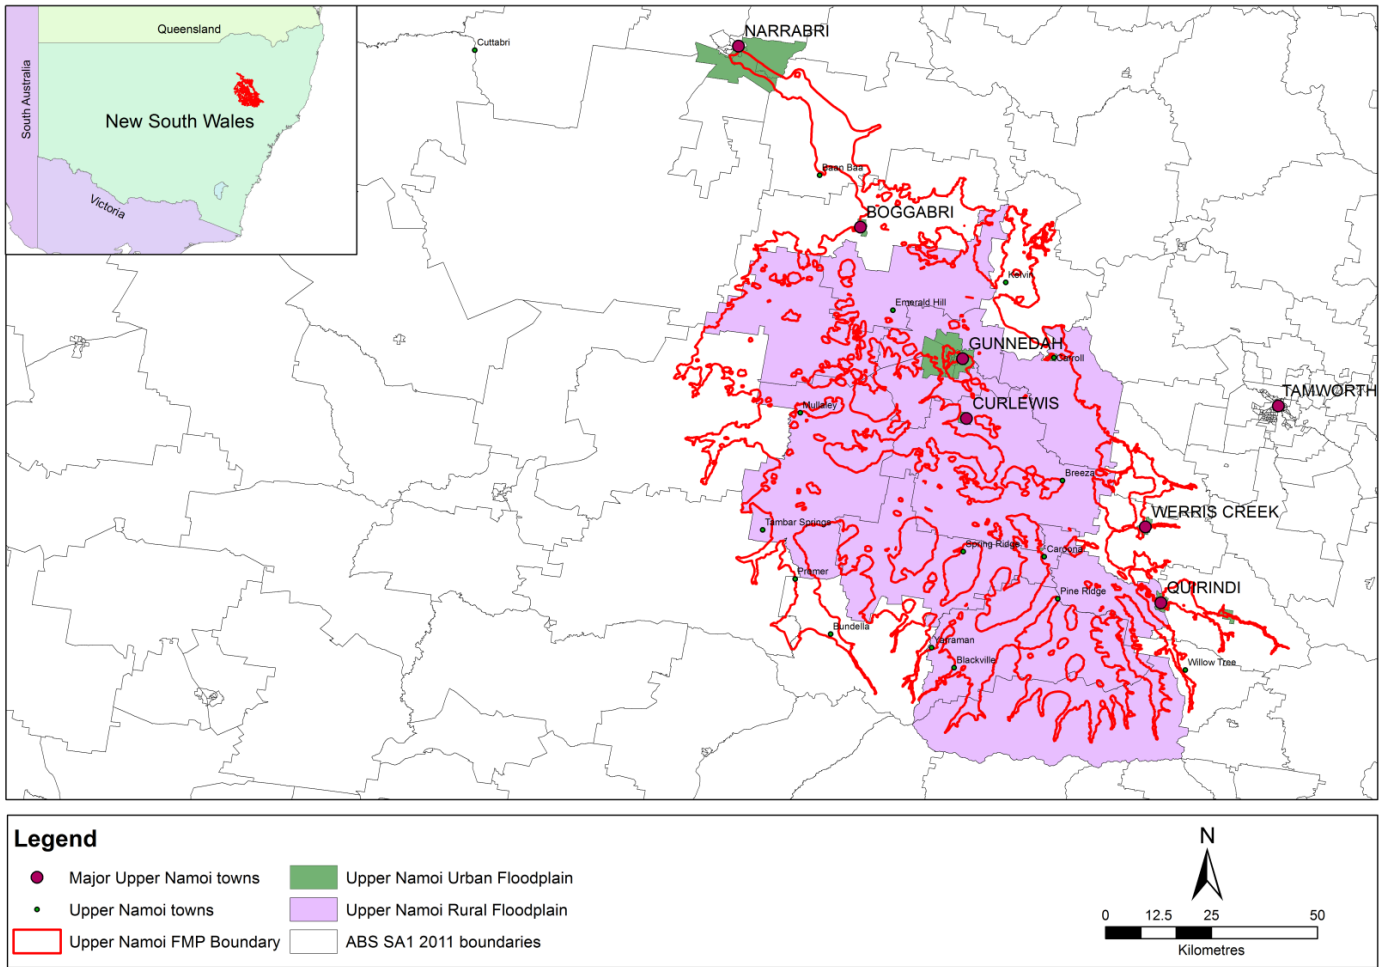 Queensland
South Australia
New South Wales
Victoria
Cuttabri
NARRABRI
Baan Baa
BOGGABRI
Kelvin
Emerald Hill
GUNNEDAH
Carroll
TAMWORTH
CURLEWIS
Mullaley
Breeza
WERRIS CREEK
Tambar Springs
Spring Ridge
Caroona
Premer
QUIRINDI
Pine Ridge
Bundella
Yarraman
Blackville
Willow Tree
Legend
Major Upper Namoi towns
Upper Namoi towns
Upper Namoi FMP Boundary
Upper Namoi Urban Floodplain
Upper Namoi Rural Floodplain
ABS SA1 2011 boundaries
N
0 12.5 25 50
Kilometres